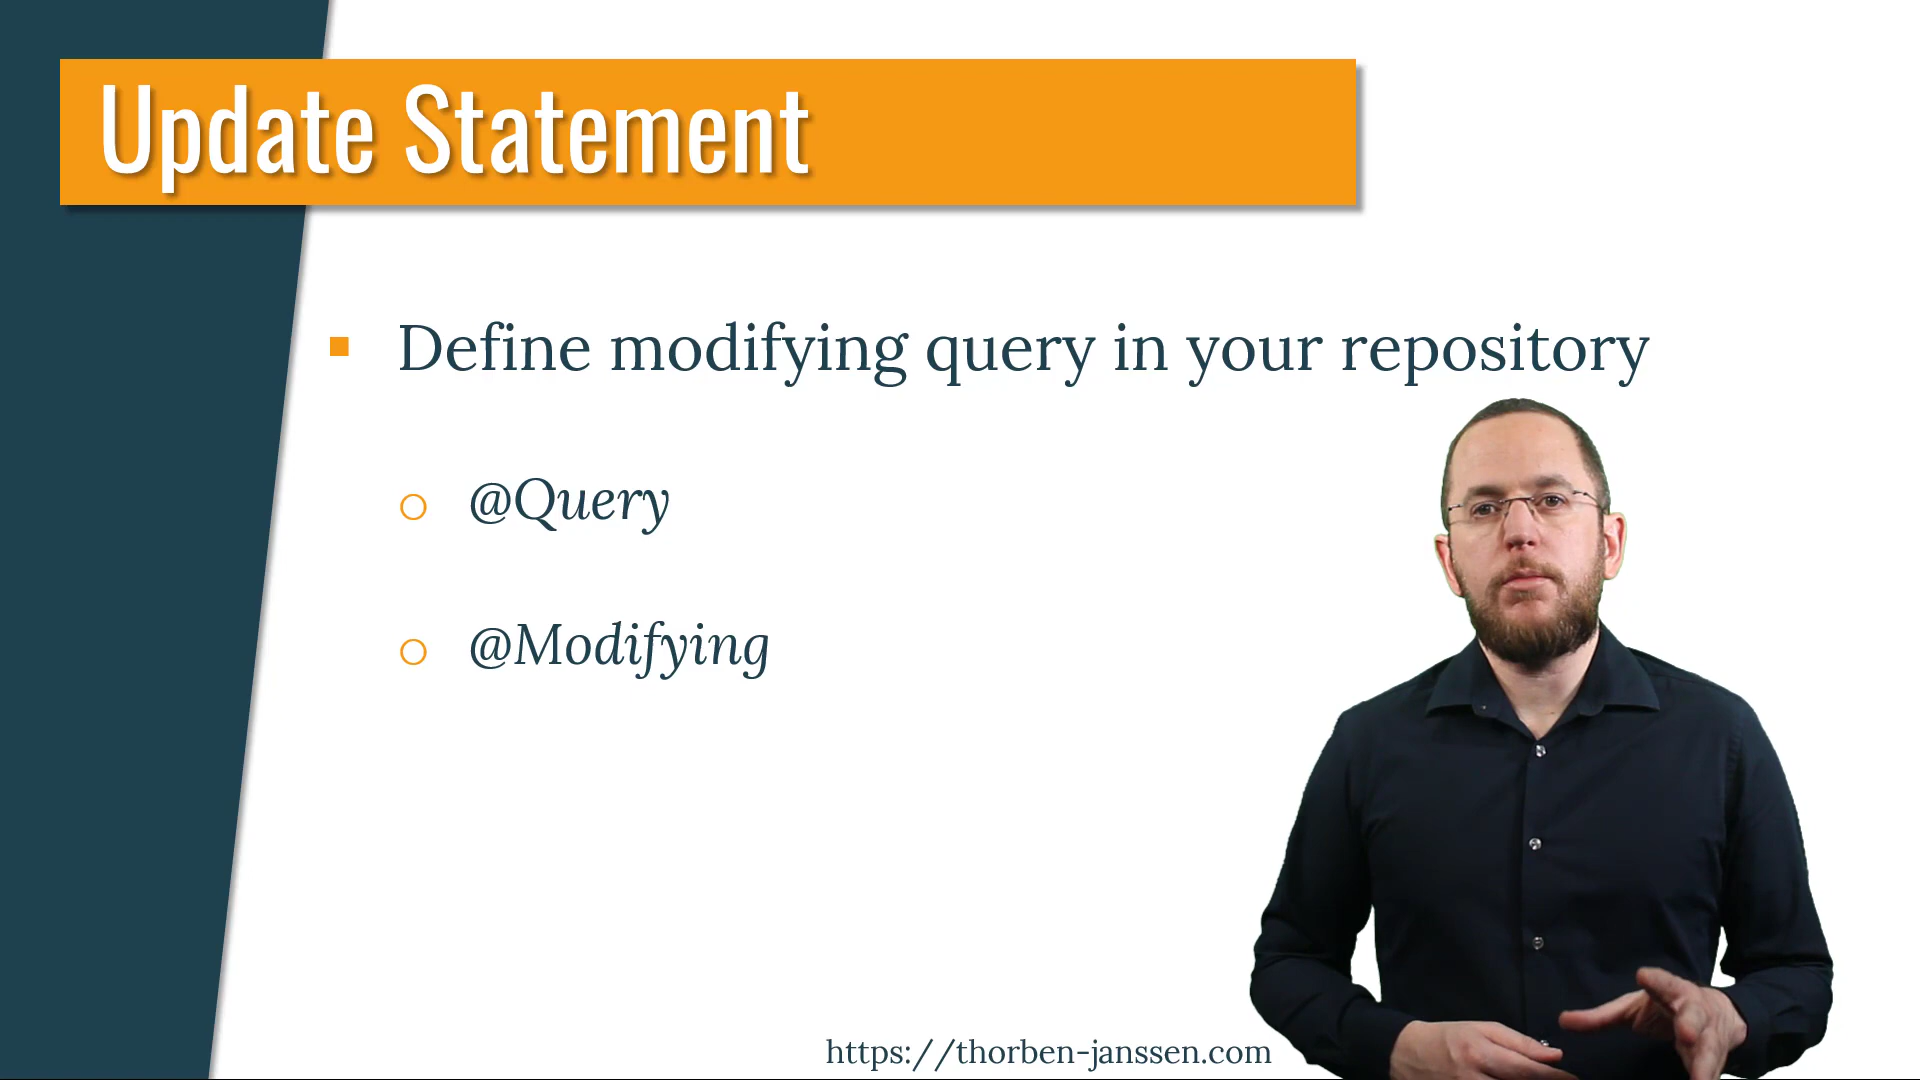 Update Statement
Define modifying query in your repository
@Query
@Modifying
https://thorben-janssen.com